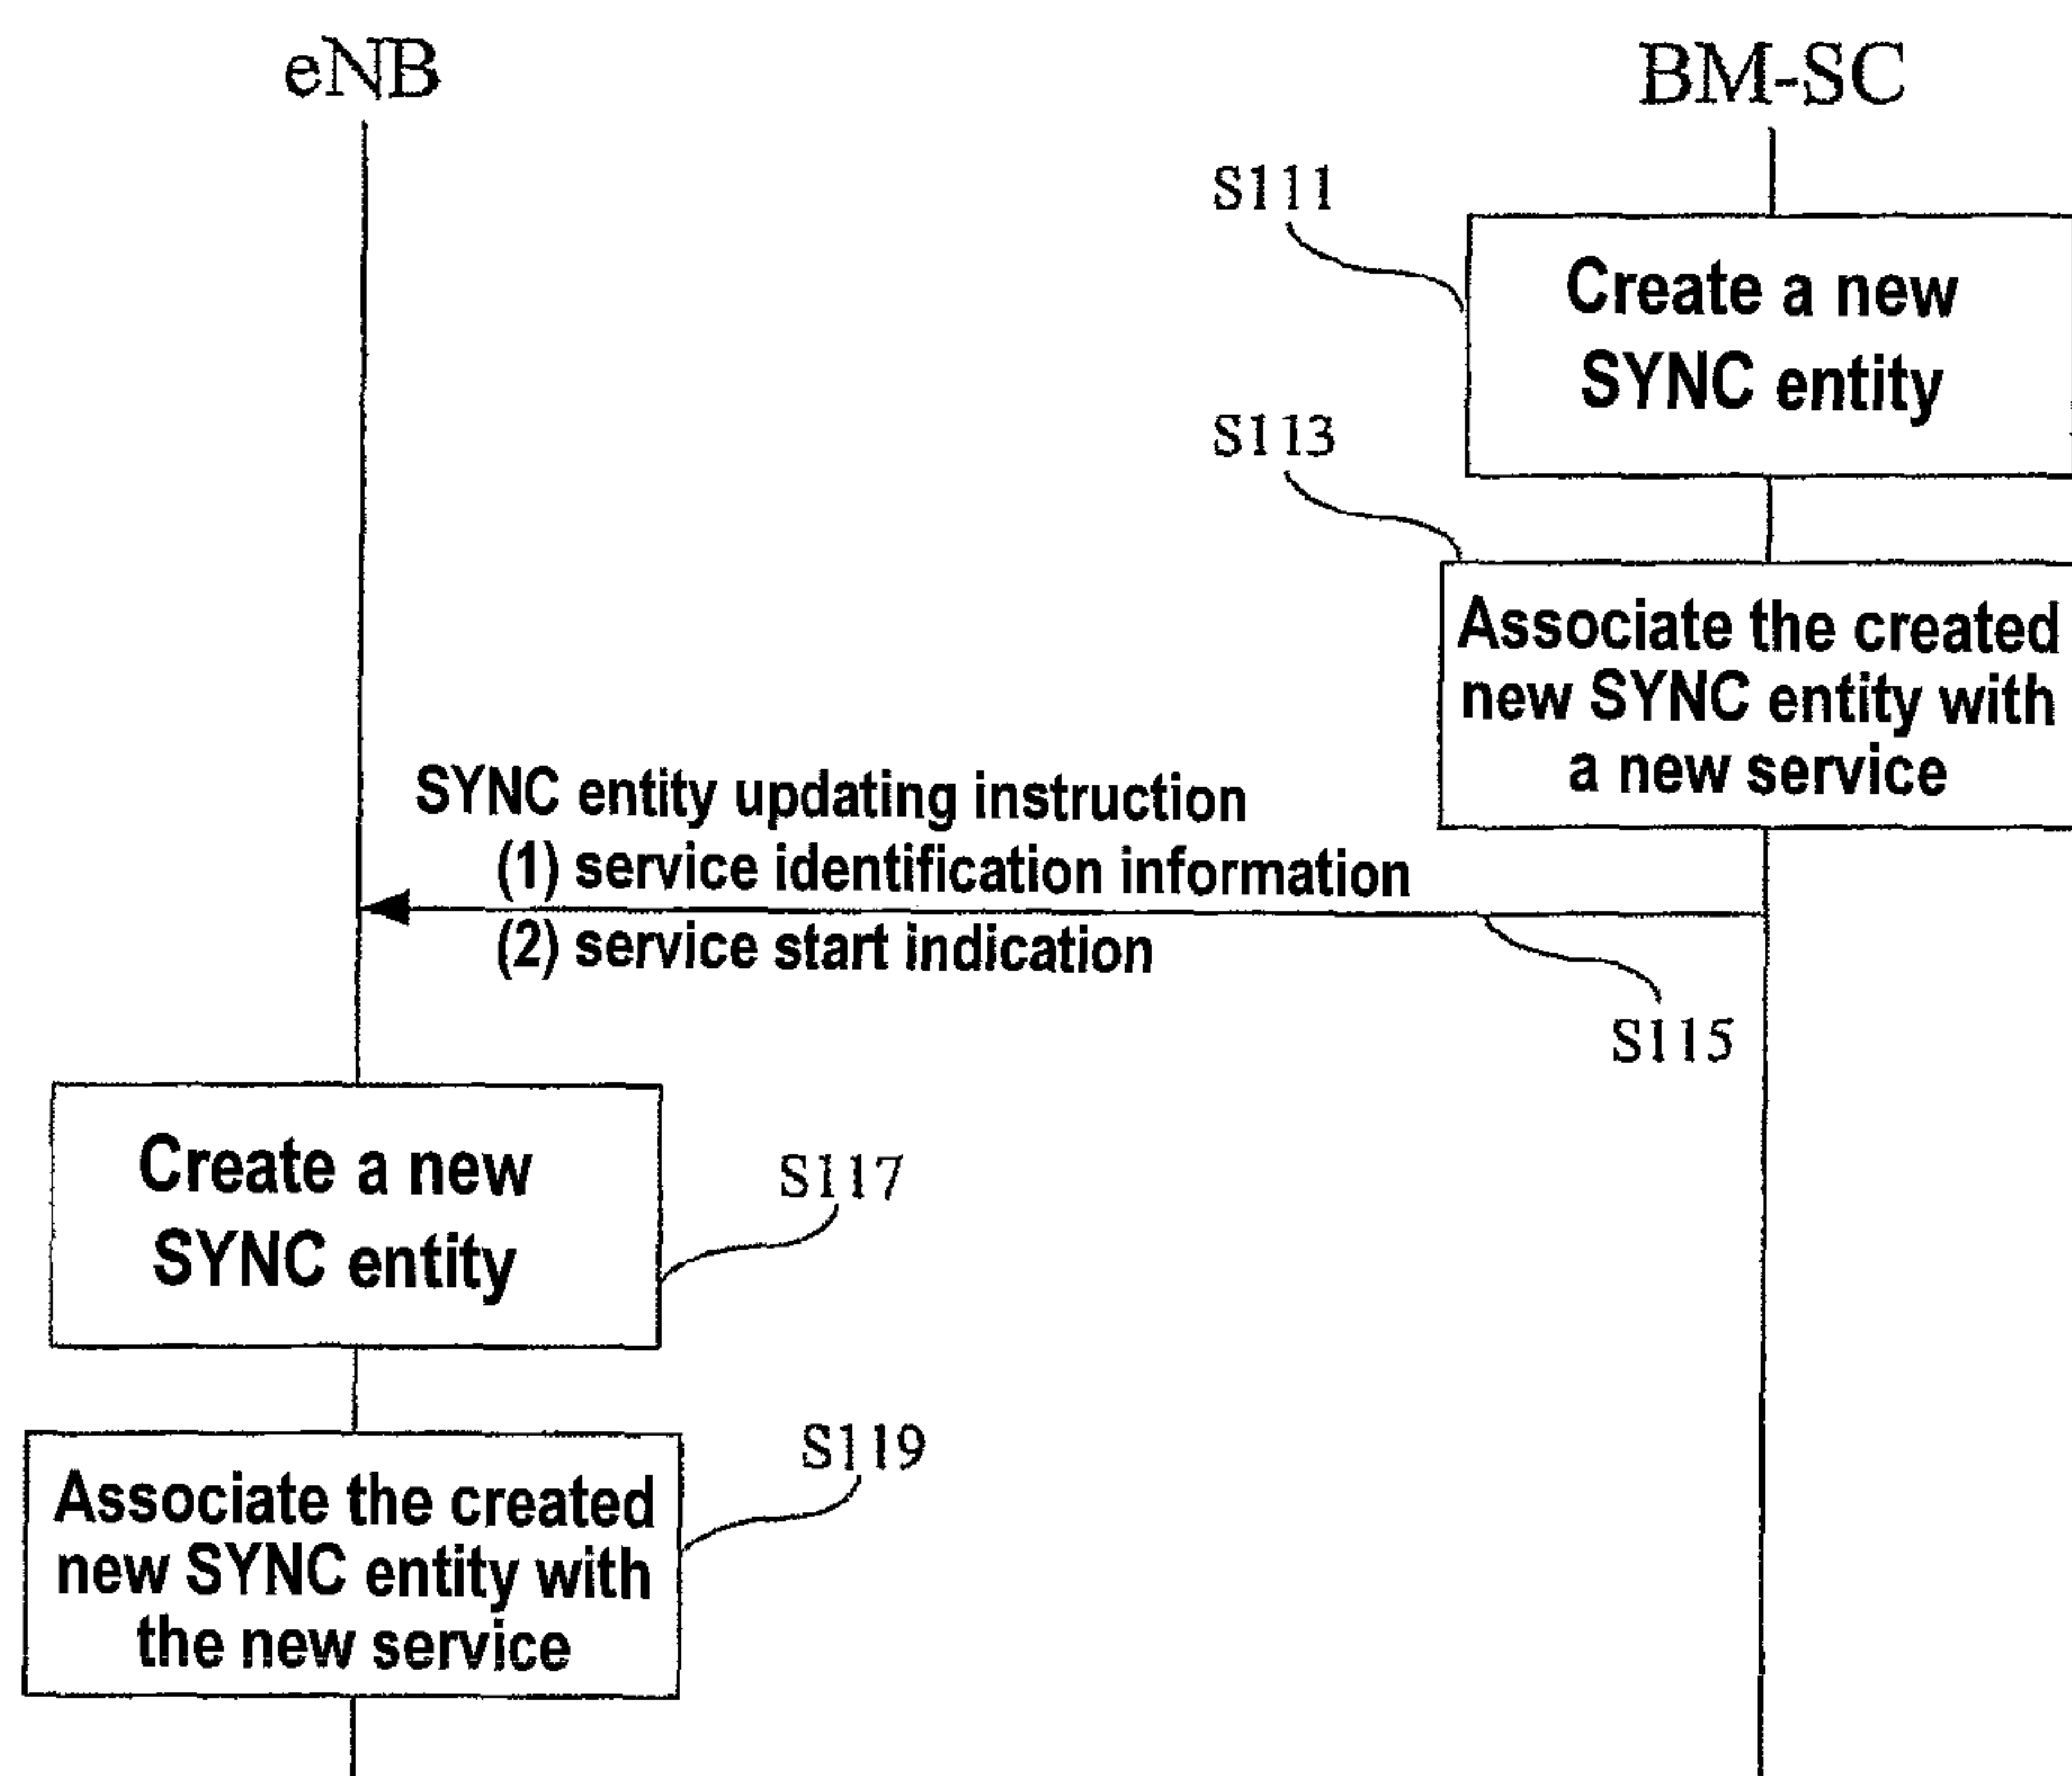 eNB
BM-SC
S111
Create a new
SYNC entity
S113
Associate the created
new SYNC entity with
a new service
SYNC entity updating instruction
(1) service identification information
(2) service start indication
S115
Create a new
SYNC entity
S117
Associate the created
new SYNC entity with
the new service
S119